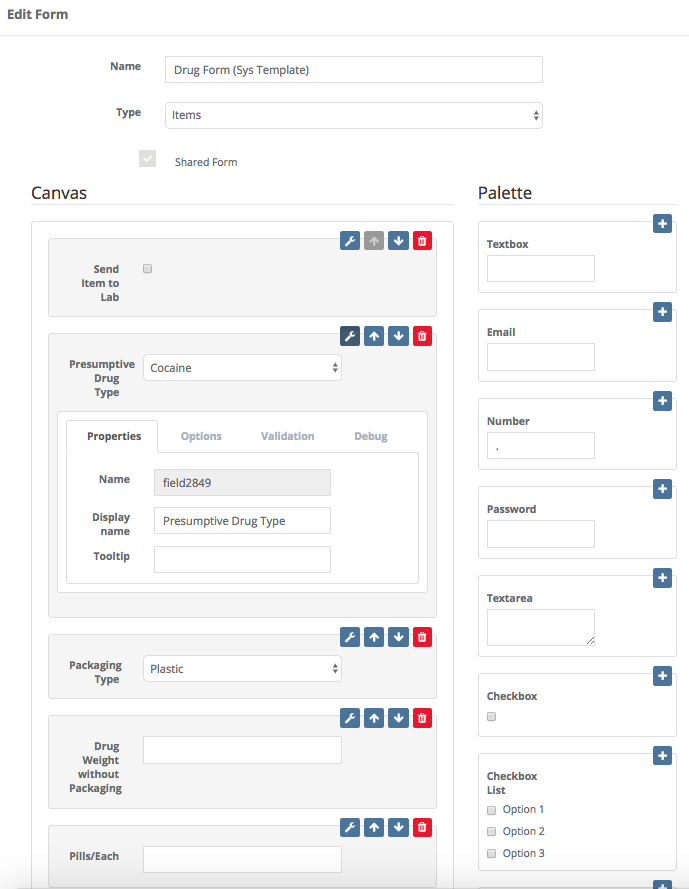 Edit Form
Name
Drug Form (Sys Template)
Type
Items
Shared Form
Canvas
Send
Item to
Lab
Presumptive
Drug
Type
Cocaine
Properties
Options
Validation
Debug
Name
field2849
Display
name
Presumptive Drug Type
Tooltip
Packaging
Type
Plastic
Drug
Weight
without
Packaging
Pills/Each
Palette
Textbox
Email
Number
.
Password
Textarea
Checkbox
Checkbox
List
Option 1
Option 2
Option 3